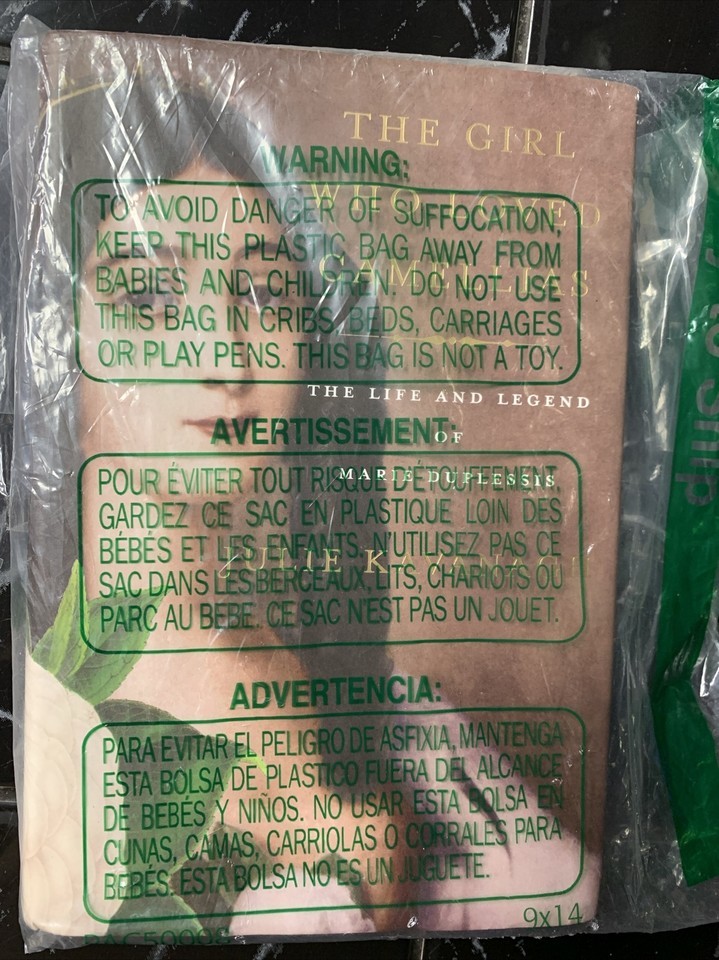 THE GIRL
WHO LOVED
CAMELLIAS
THE LIFE AND LEGEND
OF
MARIE DUPLESSIS
JULIE KAVANAGH
WARNING:
TO AVOID DANGER OF SUFFOCATION,
KEEP THIS PLASTIC BAG AWAY FROM
BABIES AND CHILDREN. DO NOT USE
THIS BAG IN CRIBS, BEDS, CARRIAGES
OR PLAY PENS. THIS BAG IS NOT A TOY.
AVERTISSEMENT:
POUR ÉVITER TOUT RISQUE D'ÉTOUFFEMENT,
GARDEZ CE SAC EN PLASTIQUE LOIN DES
BÉBÉS ET LES ENFANTS. N'UTILISEZ PAS CE
SAC DANS LES BERCEAUX, LITS, CHARIOTS OU
PARC AU BEBE. CE SAC N'EST PAS UN JOUET.
ADVERTENCIA:
PARA EVITAR EL PELIGRO DE ASFIXIA, MANTENGA
ESTA BOLSA DE PLASTICO FUERA DEL ALCANCE
DE BEBÉS Y NIÑOS. NO USAR ESTA BOLSA EN
CUNAS, CAMAS, CARRIOLAS O CORRALES PARA
BEBÉS. ESTA BOLSA NO ES UN JUGUETE.
9x14